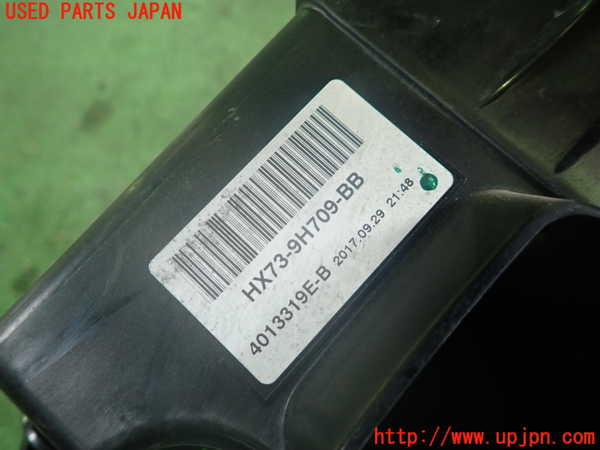 USED PARTS JAPAN
HX73-9H709-BB
4013319E-B 2017.09.29 21:48
http://www.upjpn.com/